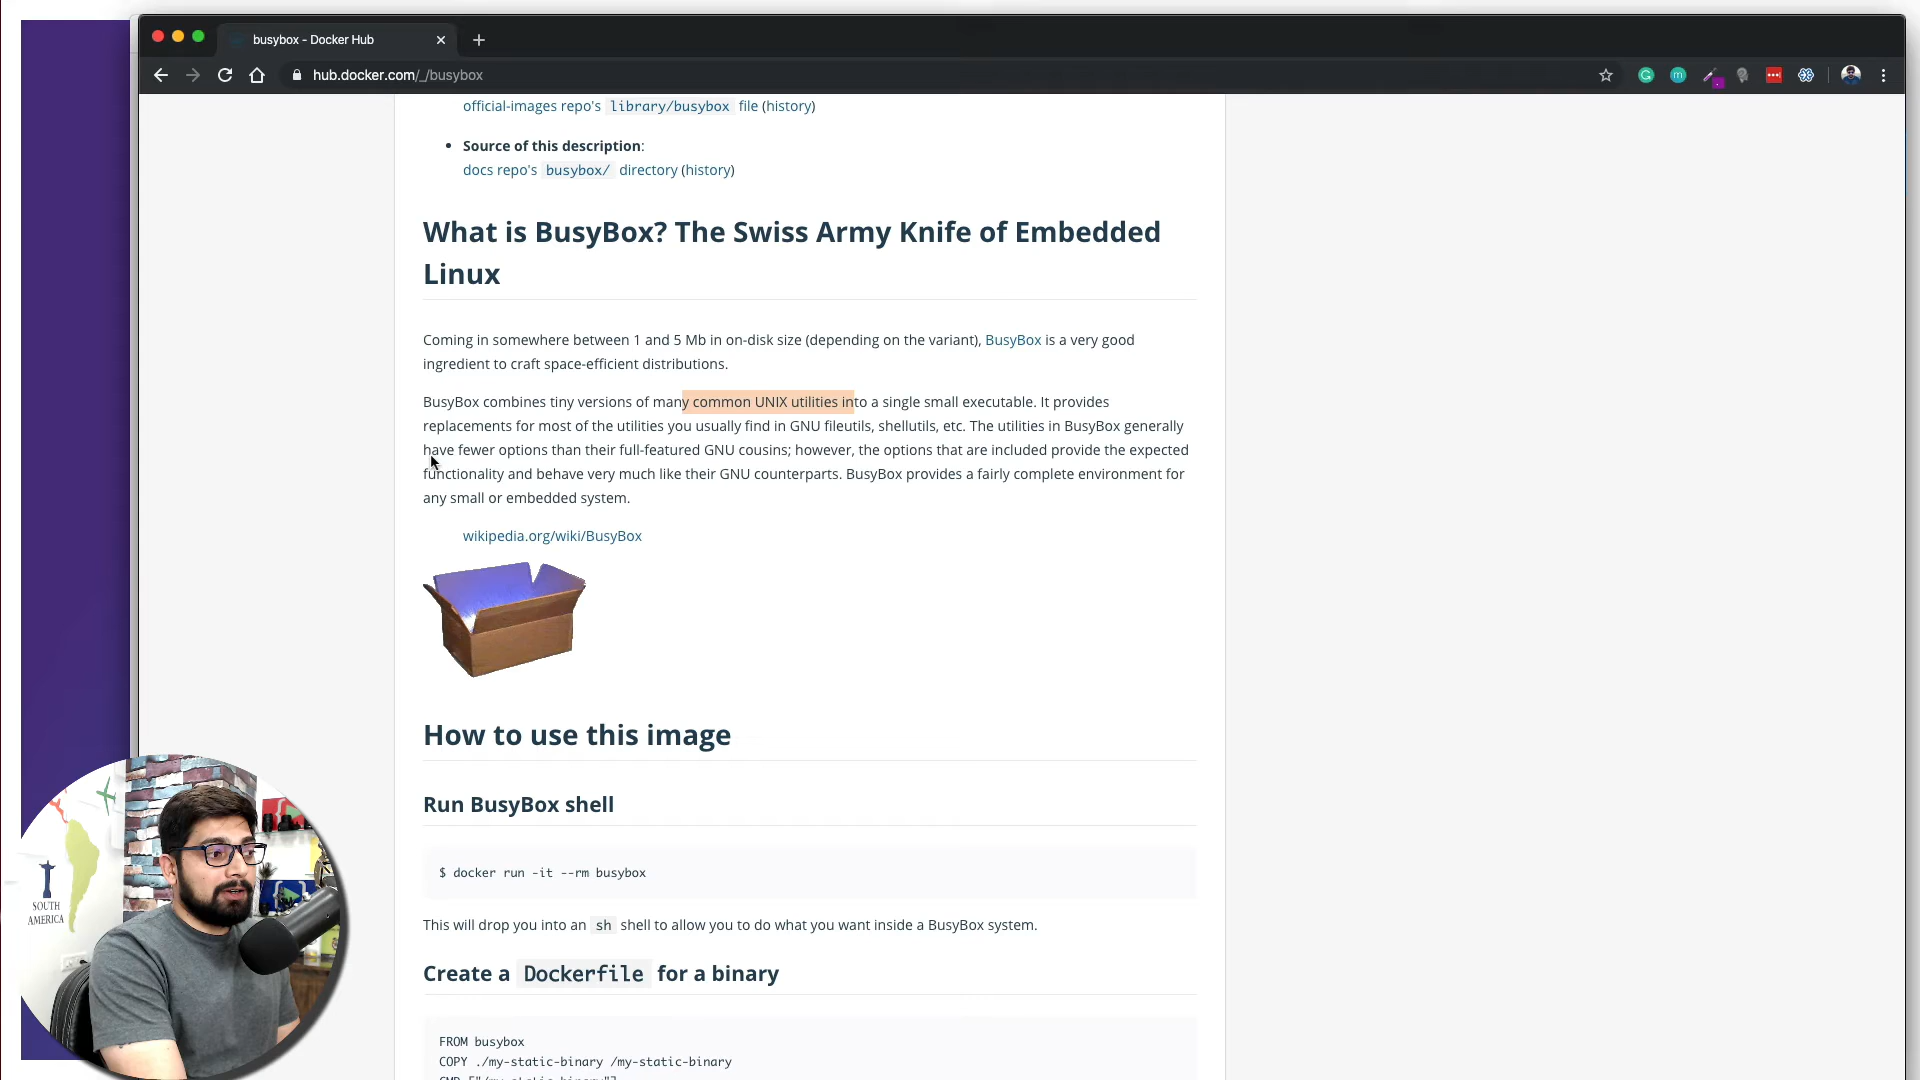 busybox - Docker Hub
hub.docker.com/_/busybox
official-images repo's library/busybox file (history)
• Source of this description:
docs repo's busybox/ directory (history)
What is BusyBox? The Swiss Army Knife of Embedded
Linux
Coming in somewhere between 1 and 5 Mb in on-disk size (depending on the variant), BusyBox is a very good
ingredient to craft space-efficient distributions.
BusyBox combines tiny versions of many common UNIX utilities into a single small executable. It provides
replacements for most of the utilities you usually find in GNU fileutils, shellutils, etc. The utilities in BusyBox generally
have fewer options than their full-featured GNU cousins; however, the options that are included provide the expected
functionality and behave very much like their GNU counterparts. BusyBox provides a fairly complete environment for
any small or embedded system.
wikipedia.org/wiki/BusyBox
How to use this image
Run BusyBox shell
$ docker run -it --rm busybox
This will drop you into an sh shell to allow you to do what you want inside a BusyBox system.
Create a Dockerfile for a binary
FROM busybox
COPY ./my-static-binary /my-static-binary
CMD ["/my-static-binary"]
SOUTH
AMERICA